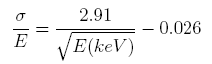 σ/E = 2.91/√E(keV) − 0.026